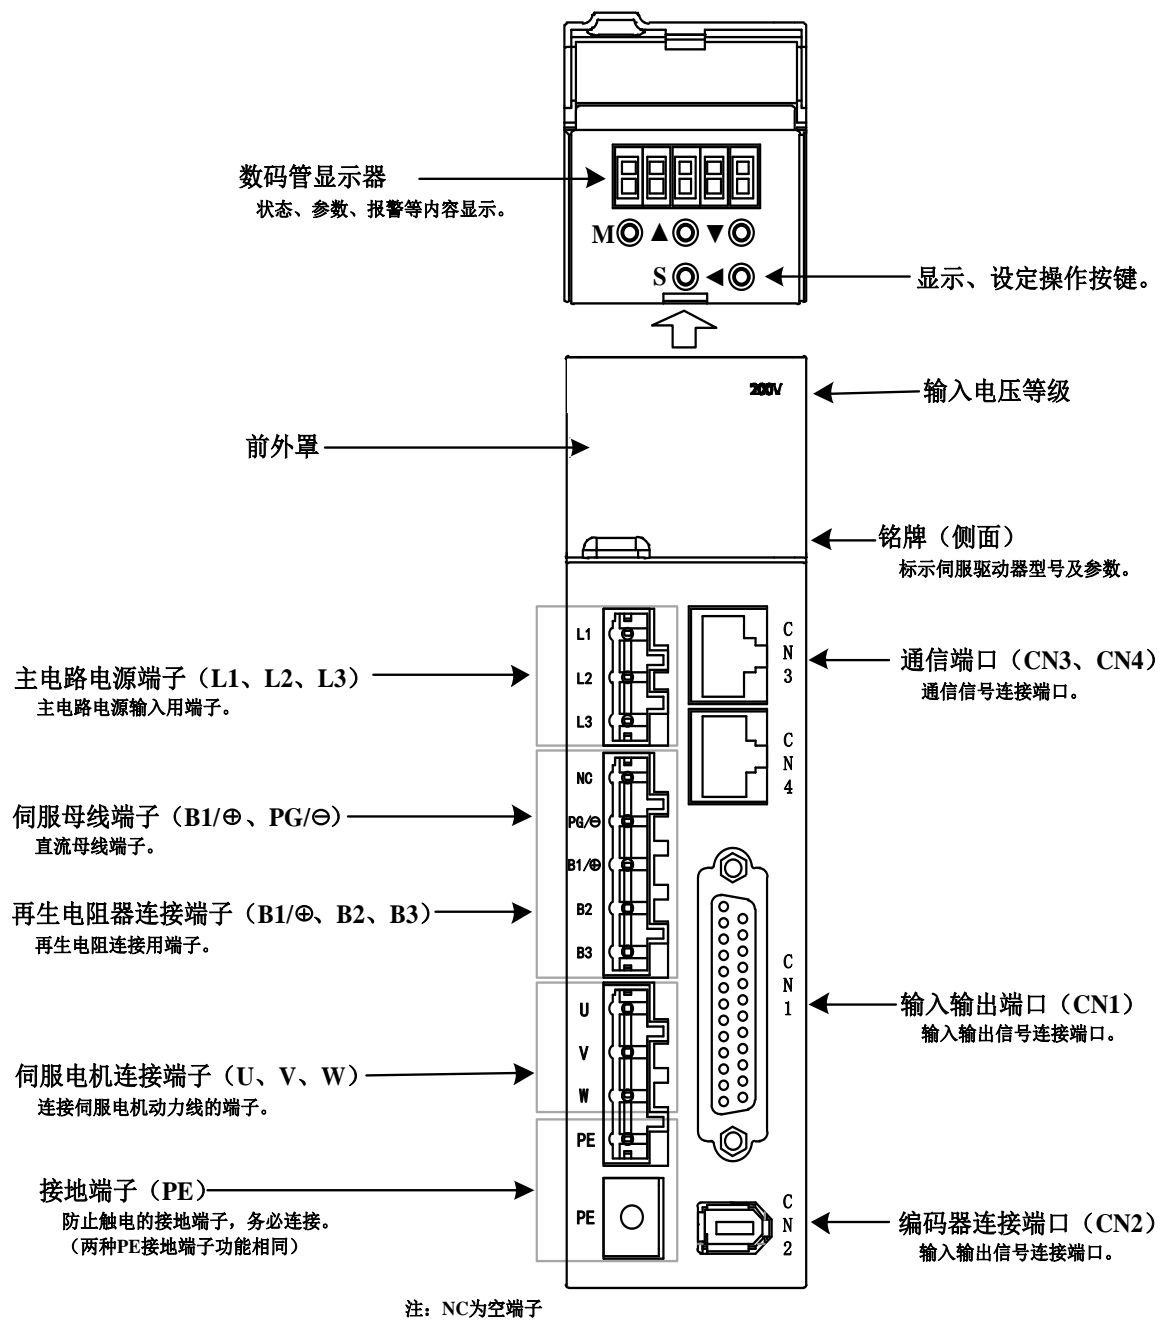 数码管显示器
状态、参数、报警等内容显示。
M ▲ ▼
S ◀
显示、设定操作按键。
200V
输入电压等级
前外罩
铭牌（侧面）
标示伺服驱动器型号及参数。
主电路电源端子（L1、L2、L3）
主电路电源输入用端子。
L1
L2
L3
CN3
通信端口（CN3、CN4）
通信信号连接端口。
CN4
伺服母线端子（B1/⊕、PG/⊖）
直流母线端子。
NC
PG/⊖
B1/⊕
B2
B3
再生电阻器连接端子（B1/⊕、B2、B3）
再生电阻连接用端子。
CN1
输入输出端口（CN1）
输入输出信号连接端口。
伺服电机连接端子（U、V、W）
连接伺服电机动力线的端子。
U
V
W
PE
接地端子（PE）
防止触电的接地端子，务必连接。
（两种PE接地端子功能相同）
PE
CN2
编码器连接端口（CN2）
输入输出信号连接端口。
注：NC为空端子